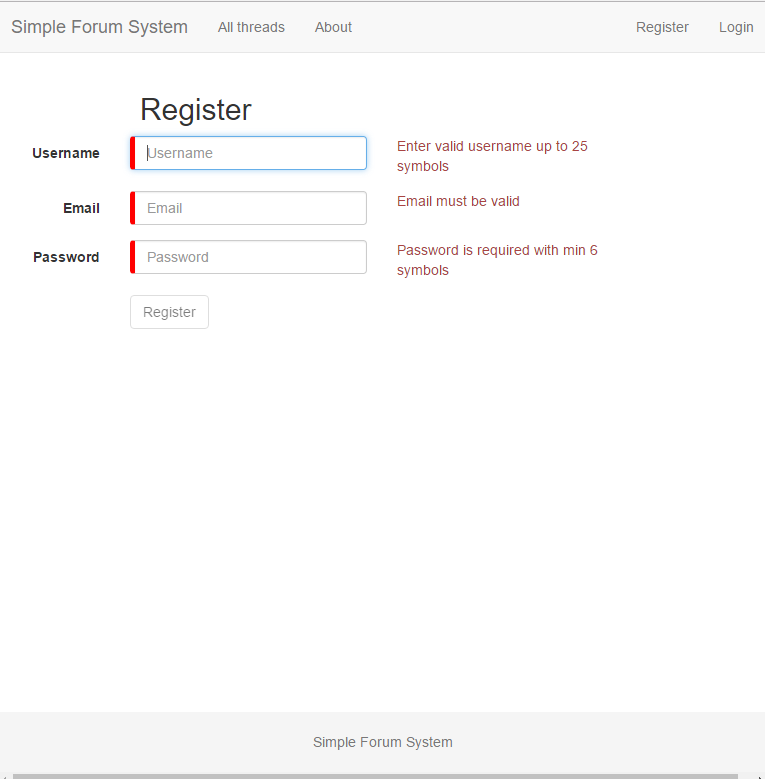 Simple Forum System All threads About Register Login
Register
Username Username Enter valid username up to 25
symbols
Email Email Email must be valid
Password Password Password is required with min 6
symbols
Register
Simple Forum System